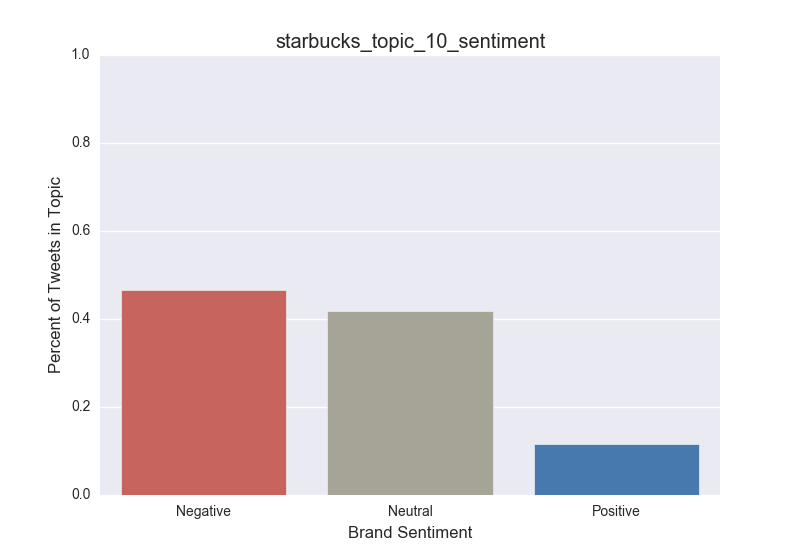 starbucks_topic_10_sentiment
1.0
0.8
0.6
0.4
0.2
0.0
Percent of Tweets in Topic
Negative
Neutral
Positive
Brand Sentiment